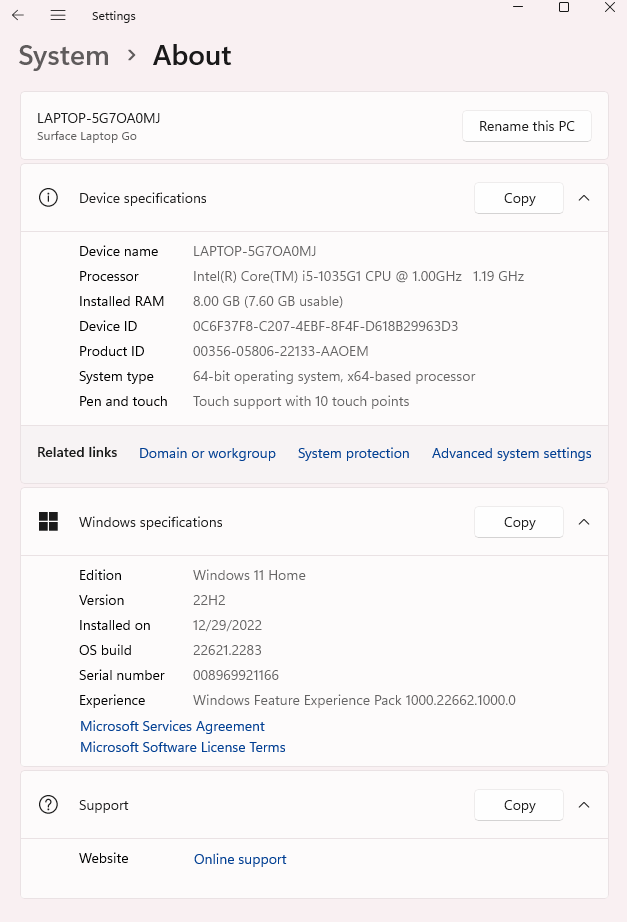 Settings
System > About
LAPTOP-5G7OA0MJ
Surface Laptop Go
Rename this PC
Device specifications
Copy
Device name LAPTOP-5G7OA0MJ
Processor Intel(R) Core(TM) i5-1035G1 CPU @ 1.00GHz 1.19 GHz
Installed RAM 8.00 GB (7.60 GB usable)
Device ID 0C6F37F8-C207-4EBF-8F4F-D618B29963D3
Product ID 00356-05806-22133-AAOEM
System type 64-bit operating system, x64-based processor
Pen and touch Touch support with 10 touch points
Related links Domain or workgroup System protection Advanced system settings
Windows specifications
Copy
Edition Windows 11 Home
Version 22H2
Installed on 12/29/2022
OS build 22621.2283
Serial number 008969921166
Experience Windows Feature Experience Pack 1000.22662.1000.0
Microsoft Services Agreement
Microsoft Software License Terms
Support
Copy
Website Online support